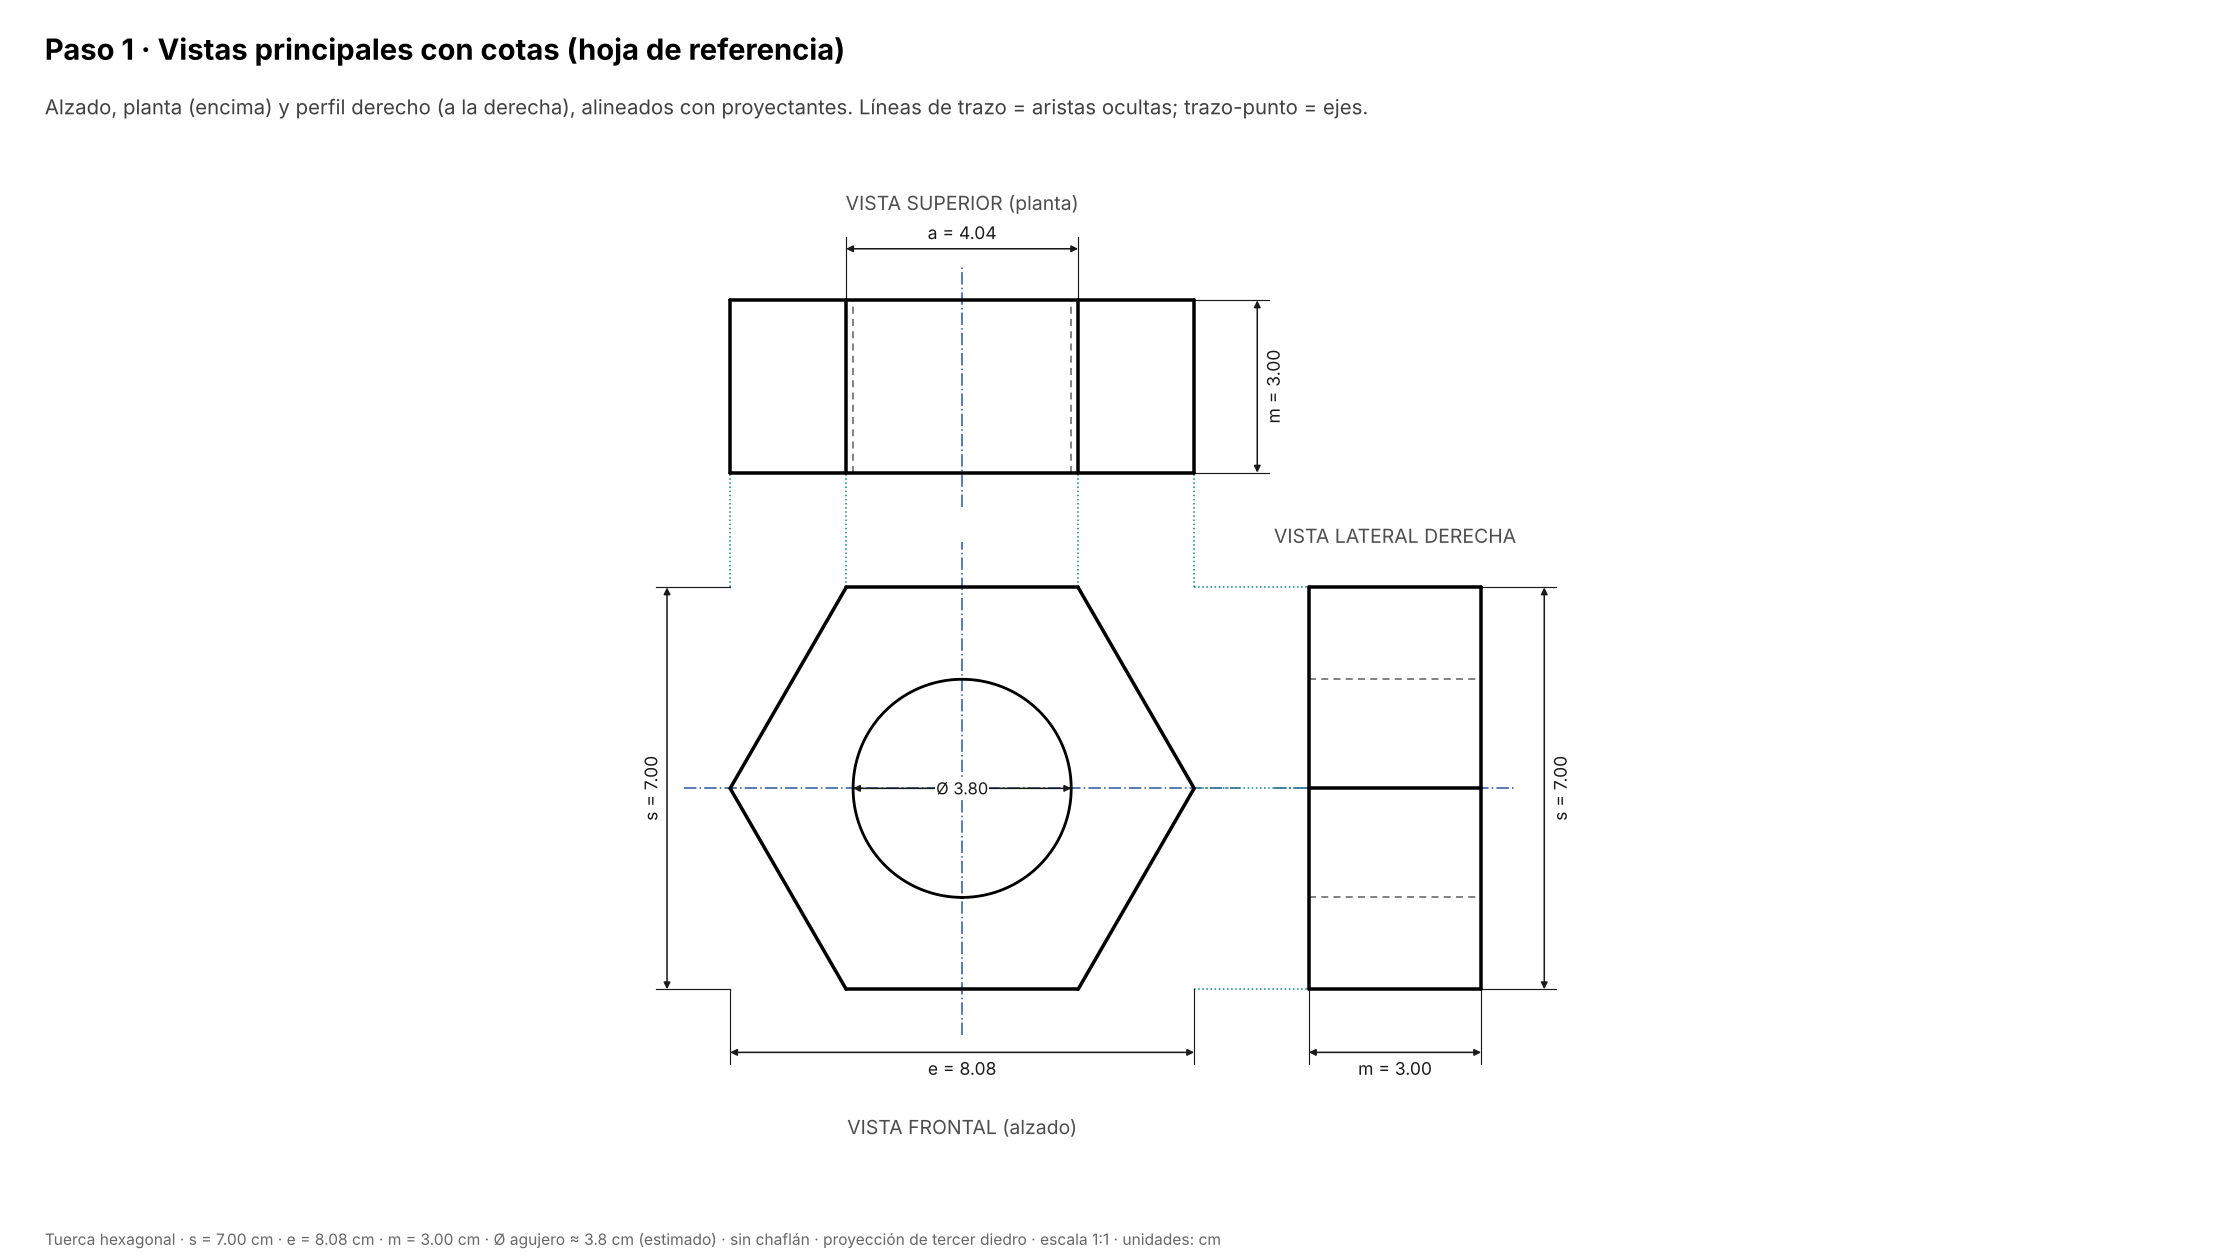 Paso 1 · Vistas principales con cotas (hoja de referencia)
Alzado, planta (encima) y perfil derecho (a la derecha), alineados con proyectantes. Líneas de trazo = aristas ocultas; trazo-punto = ejes.
VISTA SUPERIOR (planta)
a = 4.04
m = 3.00
VISTA LATERAL DERECHA
s = 7.00
Ø 3.80
s = 7.00
e = 8.08
m = 3.00
VISTA FRONTAL (alzado)
Tuerca hexagonal · s = 7.00 cm · e = 8.08 cm · m = 3.00 cm · Ø agujero ≈ 3.8 cm (estimado) · sin chaflán · proyección de tercer diedro · escala 1:1 · unidades: cm